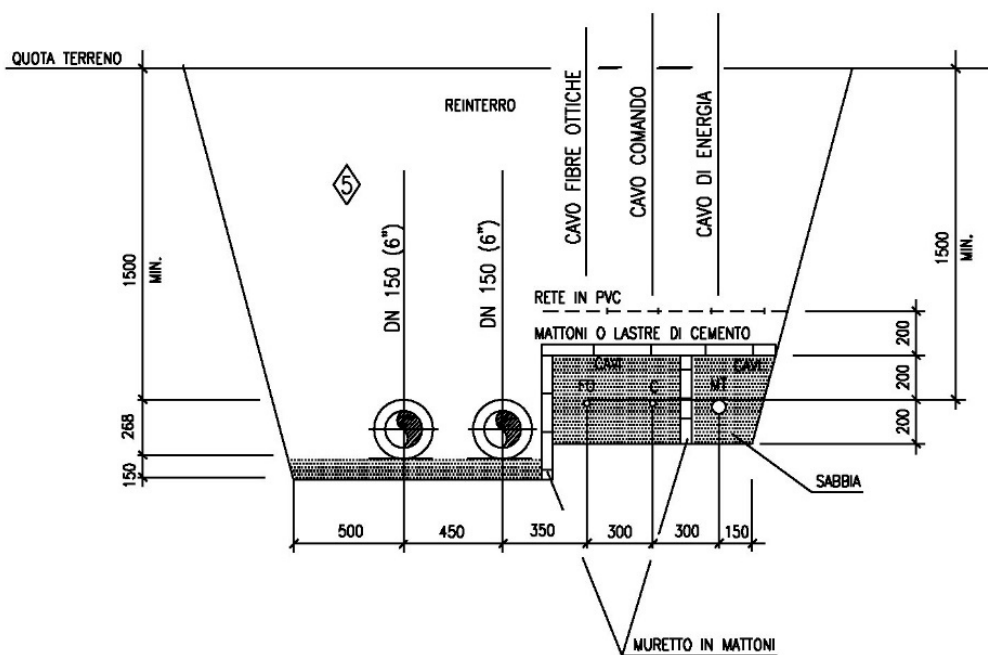 QUOTA TERRENO
REINTERRO
5
CAVO FIBRE OTTICHE
CAVO COMANDO
CAVO DI ENERGIA
DN 150 (6")
DN 150 (6")
1500
MIN.
1500
MIN.
RETE IN PVC
MATTONI O LASTRE DI CEMENTO
200
200
200
CAVI
CAVI
FO
C
MT
268
150
SABBIA
500
450
350
300
300
150
MURETTO IN MATTONI